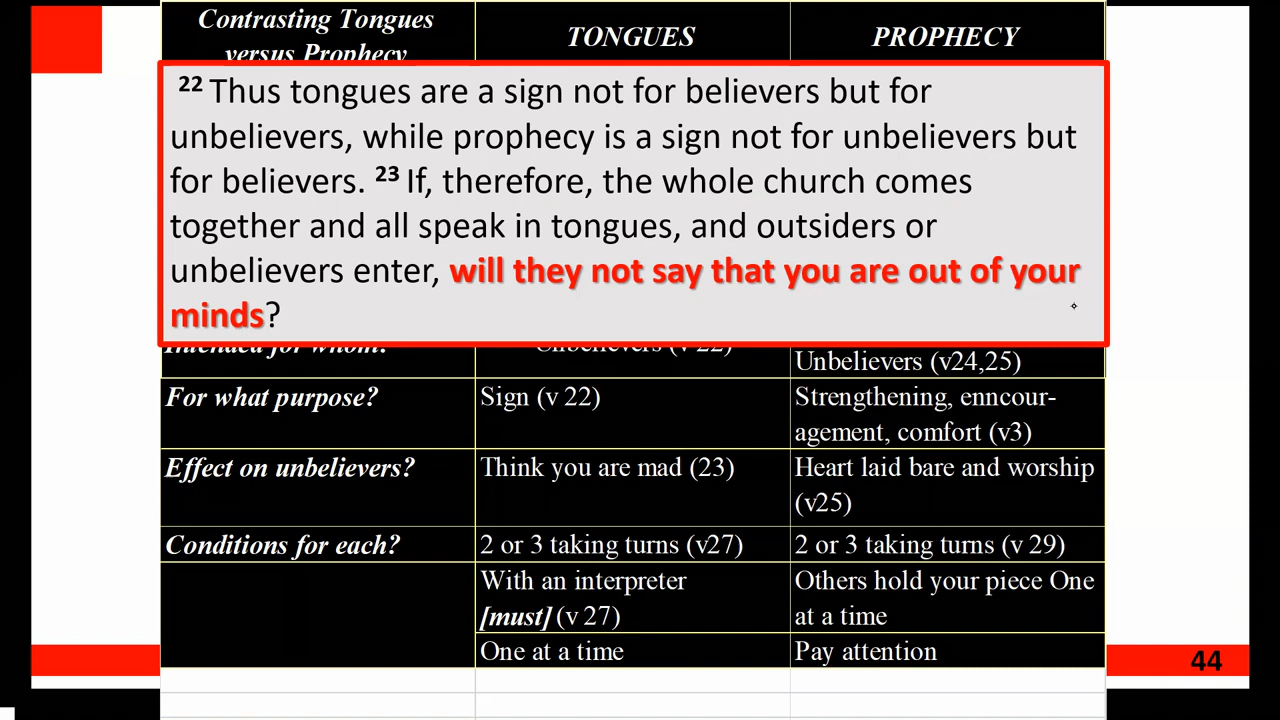 Contrasting Tongues
versus Prophecy
TONGUES
PROPHECY
22 Thus tongues are a sign not for believers but for
unbelievers, while prophecy is a sign not for unbelievers but
for believers. 23 If, therefore, the whole church comes
together and all speak in tongues, and outsiders or
unbelievers enter, will they not say that you are out of your
minds?
Intended for whom?
Unbelievers (v 22)
Unbelievers (v24,25)
For what purpose?
Sign (v 22)
Strengthening, enncour-
agement, comfort (v3)
Effect on unbelievers?
Think you are mad (23)
Heart laid bare and worship
(v25)
Conditions for each?
2 or 3 taking turns (v27)
2 or 3 taking turns (v 29)
With an interpreter
[must] (v 27)
Others hold your piece One
at a time
One at a time
Pay attention
44